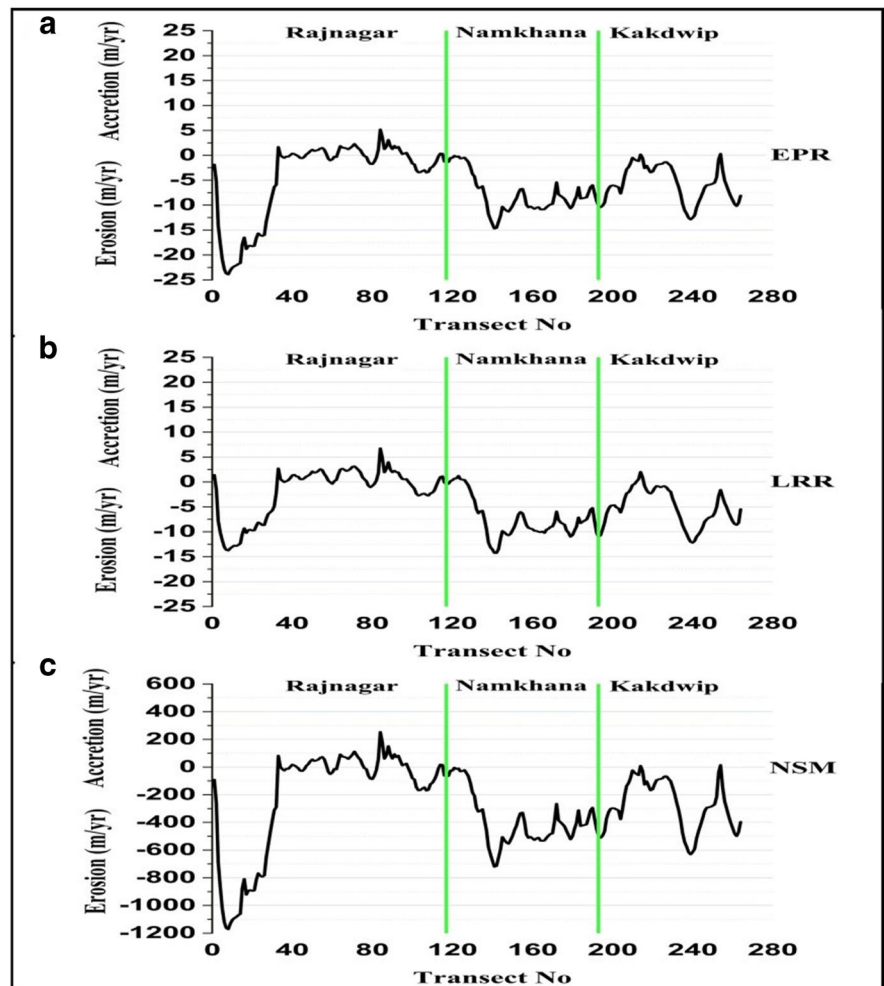 a
Accretion (m/yr)
Erosion (m/yr)
25
20
15
10
5
0
-5
-10
-15
-20
-25
Rajnagar Namkhana Kakdwip
EPR
0 40 80 120 160 200 240 280
Transect No
b
Accretion (m/yr)
Erosion (m/yr)
25
20
15
10
5
0
-5
-10
-15
-20
-25
Rajnagar Namkhana Kakdwip
LRR
0 40 80 120 160 200 240 280
Transect No
c
Accretion (m/yr)
Erosion (m/yr)
600
400
200
0
-200
-400
-600
-800
-1000
-1200
Rajnagar Namkhana Kakdwip
NSM
0 40 80 120 160 200 240 280
Transect No